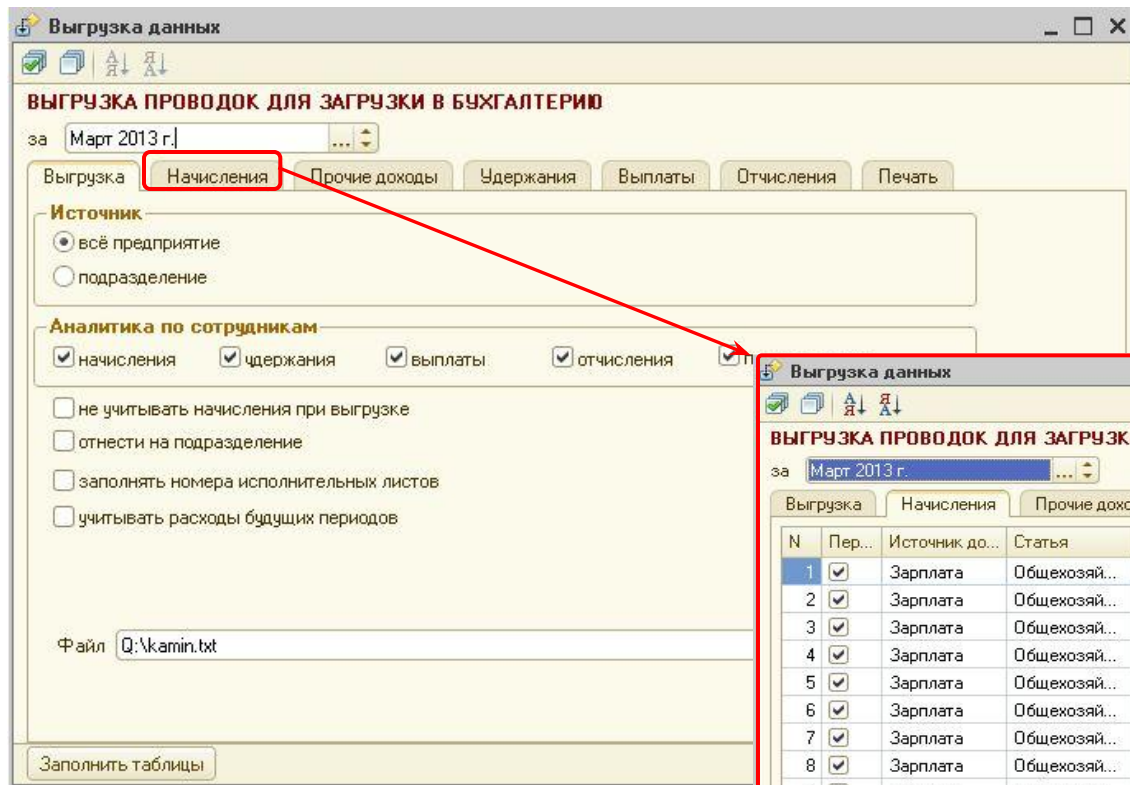 Выгрузка данных
ВЫГРУЗКА ПРОВОДОК ДЛЯ ЗАГРУЗКИ В БУХГАЛТЕРИЮ
за Март 2013 г. ...
Выгрузка Начисления Прочие доходы Удержания Выплаты Отчисления Печать
Источник
всё предприятие
подразделение
Аналитика по сотрудникам
начисления удержания выплаты отчисления п
не учитывать начисления при выгрузке
отнести на подразделение
заполнять номера исполнительных листов
учитывать расходы будущих периодов
Файл Q:\kamin.txt
Заполнить таблицы
Выгрузка данных
ВЫГРУЗКА ПРОВОДОК ДЛЯ ЗАГРУЗК
за Март 2013 г. ...
Выгрузка Начисления Прочие дохо
N Пер... Источник до... Статья
1 Зарплата Общехозяй...
2 Зарплата Общехозяй...
3 Зарплата Общехозяй...
4 Зарплата Общехозяй...
5 Зарплата Общехозяй...
6 Зарплата Общехозяй...
7 Зарплата Общехозяй...
8 Зарплата Общехозяй...